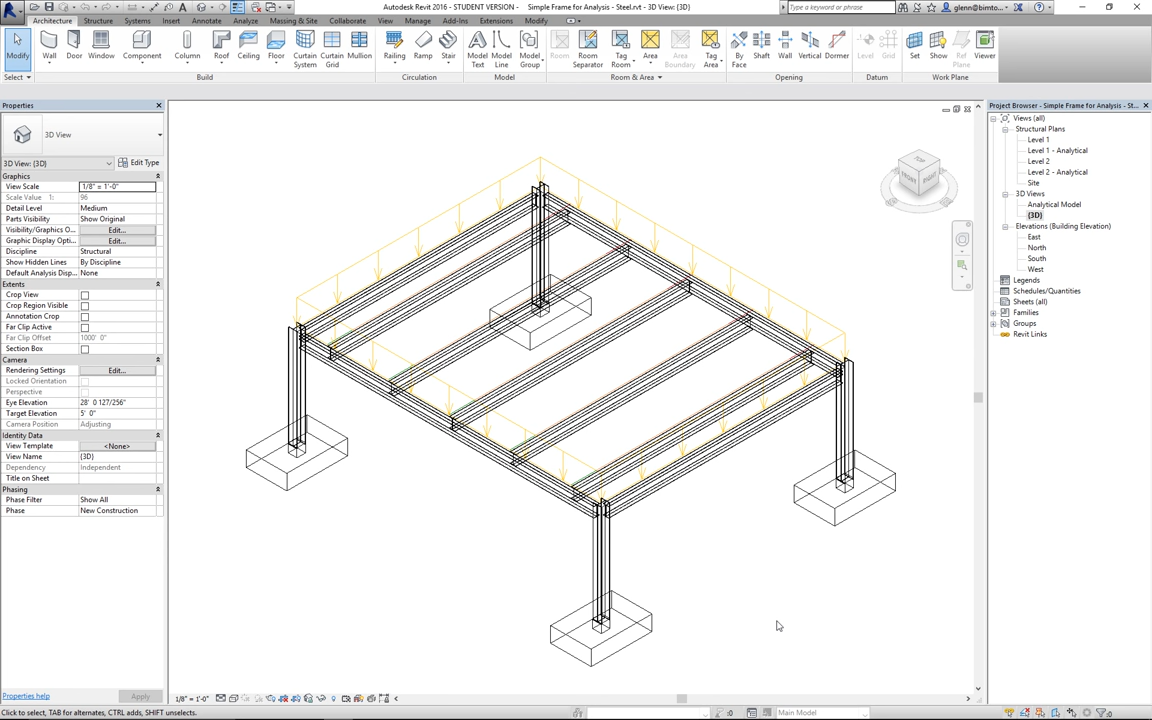 Autodesk Revit 2016 - STUDENT VERSION - Simple Frame for Analysis - Steel.rvt - 3D View: {3D}
Type a keyword or phrase
glenn@bimto...
Architecture Structure Systems Insert Annotate Analyze Massing & Site Collaborate View Manage Add-Ins Extensions Modify
Modify
Wall
Door
Window
Component
Column
Roof
Ceiling
Floor
Curtain System
Curtain Grid
Mullion
Railing
Ramp
Stair
Model Text
Model Line
Model Group
Room
Room Separator
Tag Room
Area
Area Boundary
Tag Area
By Face
Shaft
Wall
Vertical
Dormer
Level
Grid
Set
Show
Ref Plane
Viewer
Select Build Circulation Model Room & Area Opening Datum Work Plane
Properties
3D View
3D View: {3D} Edit Type
Graphics
View Scale 1/8" = 1'-0"
Scale Value 1: 96
Detail Level Medium
Parts Visibility Show Original
Visibility/Graphics O... Edit...
Graphic Display Opti... Edit...
Discipline Structural
Show Hidden Lines By Discipline
Default Analysis Disp... None
Extents
Crop View
Crop Region Visible
Annotation Crop
Far Clip Active
Far Clip Offset 1000' 0"
Section Box
Camera
Rendering Settings Edit...
Locked Orientation
Perspective
Eye Elevation 28' 0 127/256"
Target Elevation 5' 0"
Camera Position Adjusting
Identity Data
View Template <None>
View Name {3D}
Dependency Independent
Title on Sheet
Phasing
Phase Filter Show All
Phase New Construction
Properties help Apply
TOP
FRONT RIGHT
Project Browser - Simple Frame for Analysis - St...
Views (all)
Structural Plans
Level 1
Level 1 - Analytical
Level 2
Level 2 - Analytical
Site
3D Views
Analytical Model
{3D}
Elevations (Building Elevation)
East
North
South
West
Legends
Schedules/Quantities
Sheets (all)
Families
Groups
Revit Links
1/8" = 1'-0"
Click to select, TAB for alternates, CTRL adds, SHIFT unselects.
:0
Main Model
:0